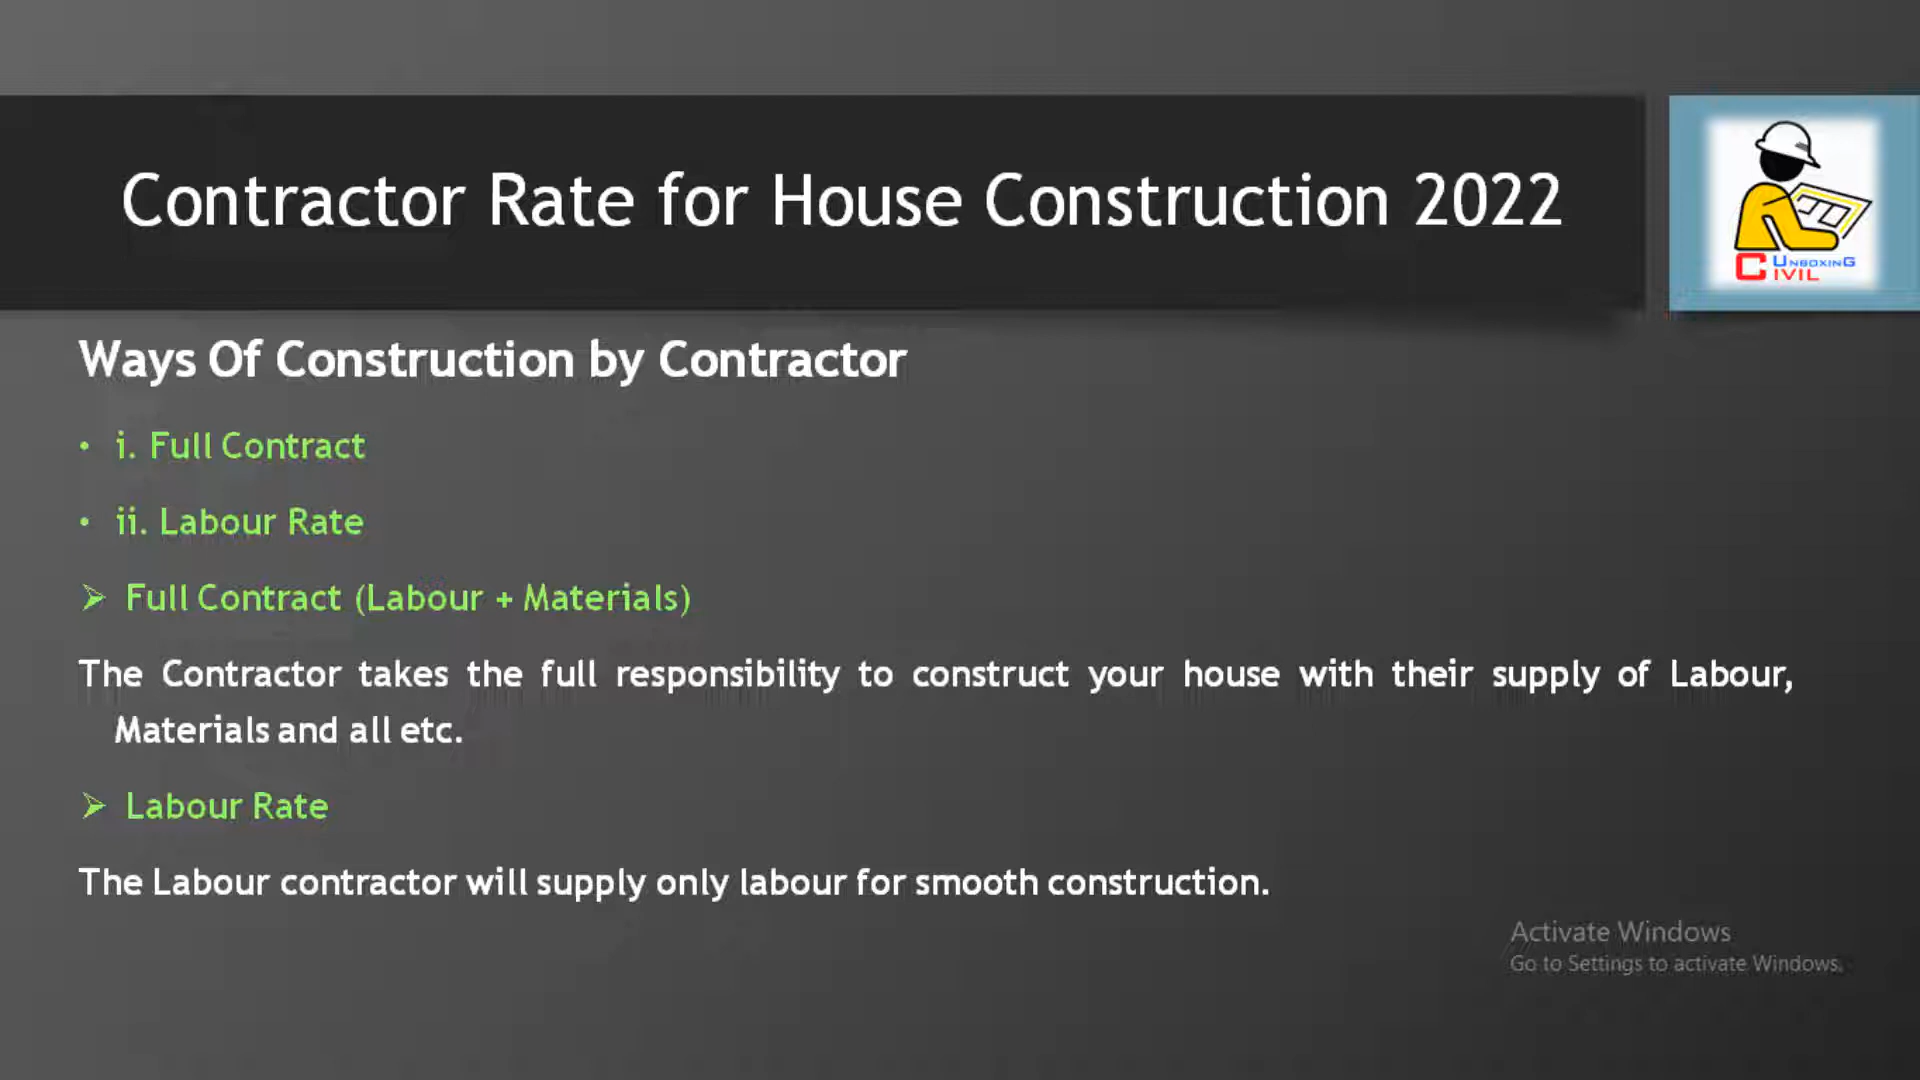 Contractor Rate for House Construction 2022
UNBOXING
CIVIL
Ways Of Construction by Contractor
• i. Full Contract
• ii. Labour Rate
➢ Full Contract (Labour + Materials)
The Contractor takes the full responsibility to construct your house with their supply of Labour,
Materials and all etc.
➢ Labour Rate
The Labour contractor will supply only labour for smooth construction.
Activate Windows
Go to Settings to activate Windows.